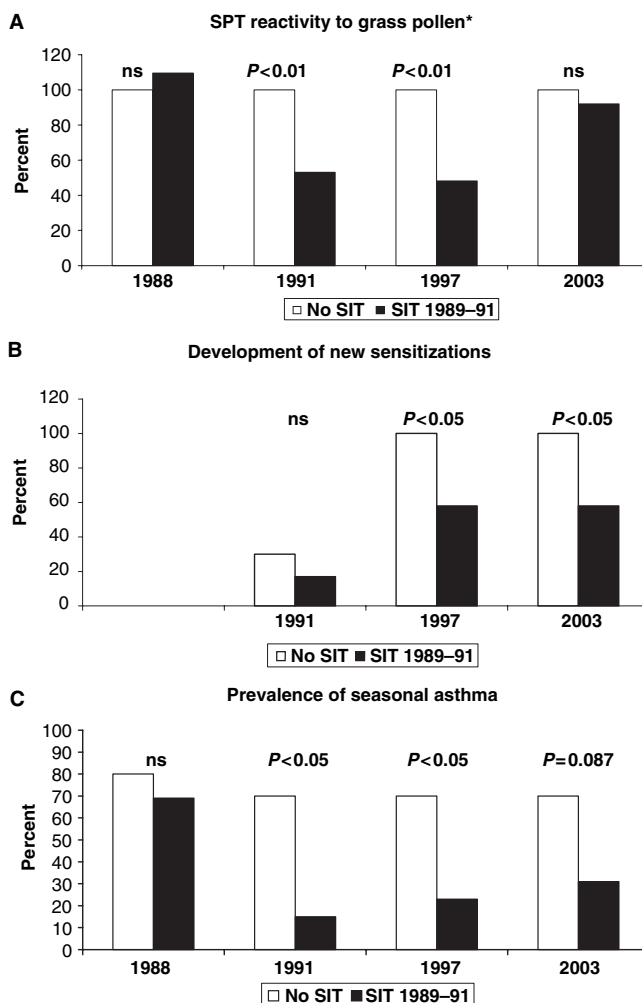 A
SPT reactivity to grass pollen*
Percent
120
100
80
60
40
20
0
ns
P<0.01
P<0.01
ns
1988 1991 1997 2003
No SIT SIT 1989–91
B
Development of new sensitizations
Percent
120
100
80
60
40
20
0
ns
P<0.05
P<0.05
1991 1997 2003
No SIT SIT 1989–91
C
Prevalence of seasonal asthma
Percent
100
90
80
70
60
50
40
30
20
10
0
ns
P<0.05
P<0.05
P=0.087
1988 1991 1997 2003
No SIT SIT 1989–91